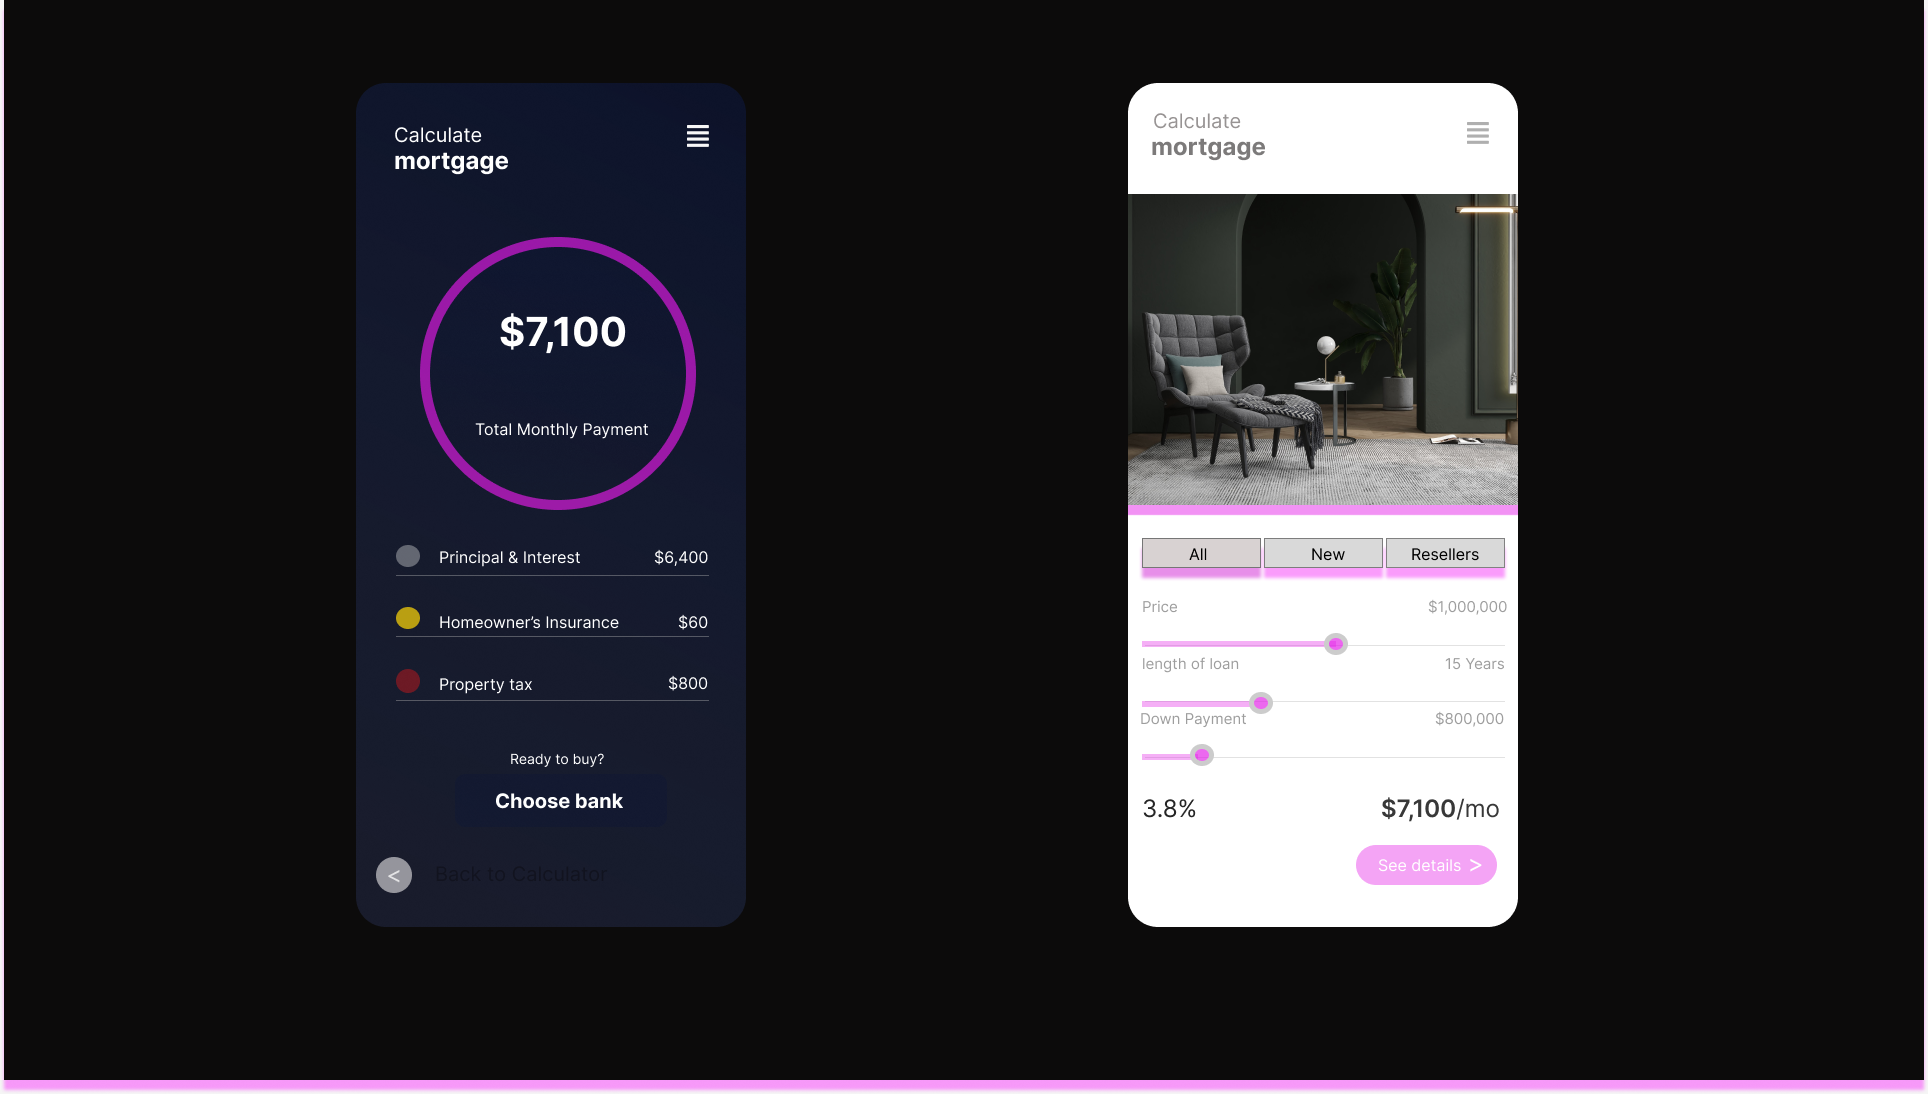 Calculate
mortgage
$7,100
Total Monthly Payment
Principal & Interest $6,400
Homeowner’s Insurance $60
Property tax $800
Ready to buy?
Choose bank
< Back to Calculator
Calculate
mortgage
All New Resellers
Price $1,000,000
length of loan 15 Years
Down Payment $800,000
3.8% $7,100/mo
See details >